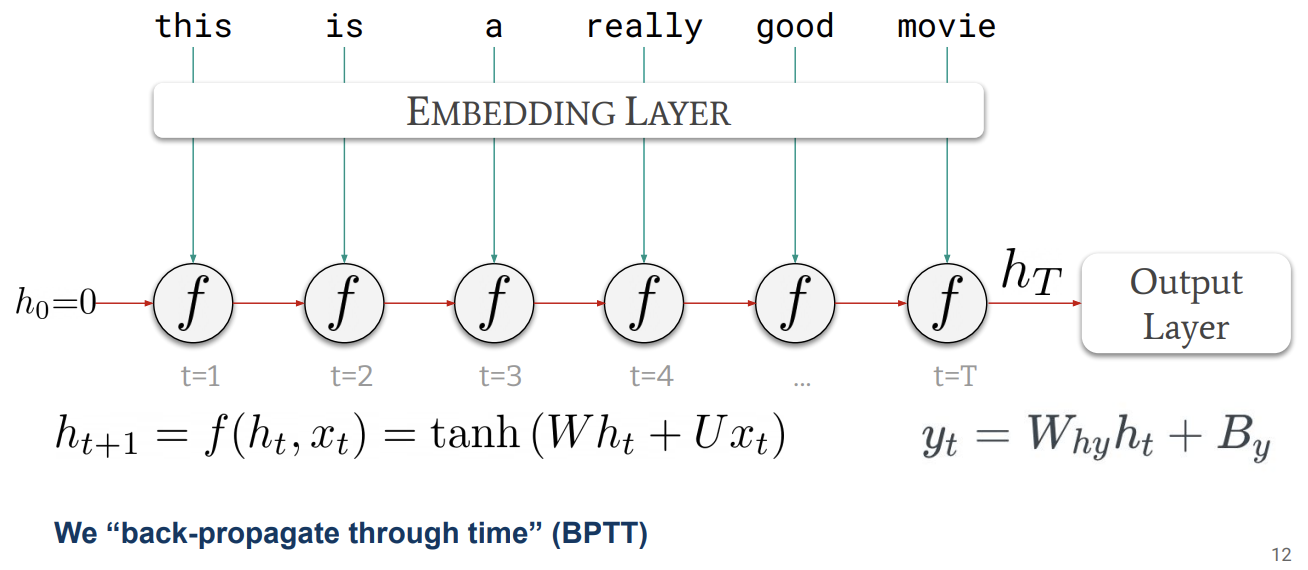 this is a really good movie
EMBEDDING LAYER
h₀=0 f f f f f f h_T Output
Layer
t=1 t=2 t=3 t=4 ... t=T
h_{t+1} = f(h_t, x_t) = tanh (Wh_t + Ux_t) y_t = W_{hy}h_t + B_y
We “back-propagate through time” (BPTT)
12